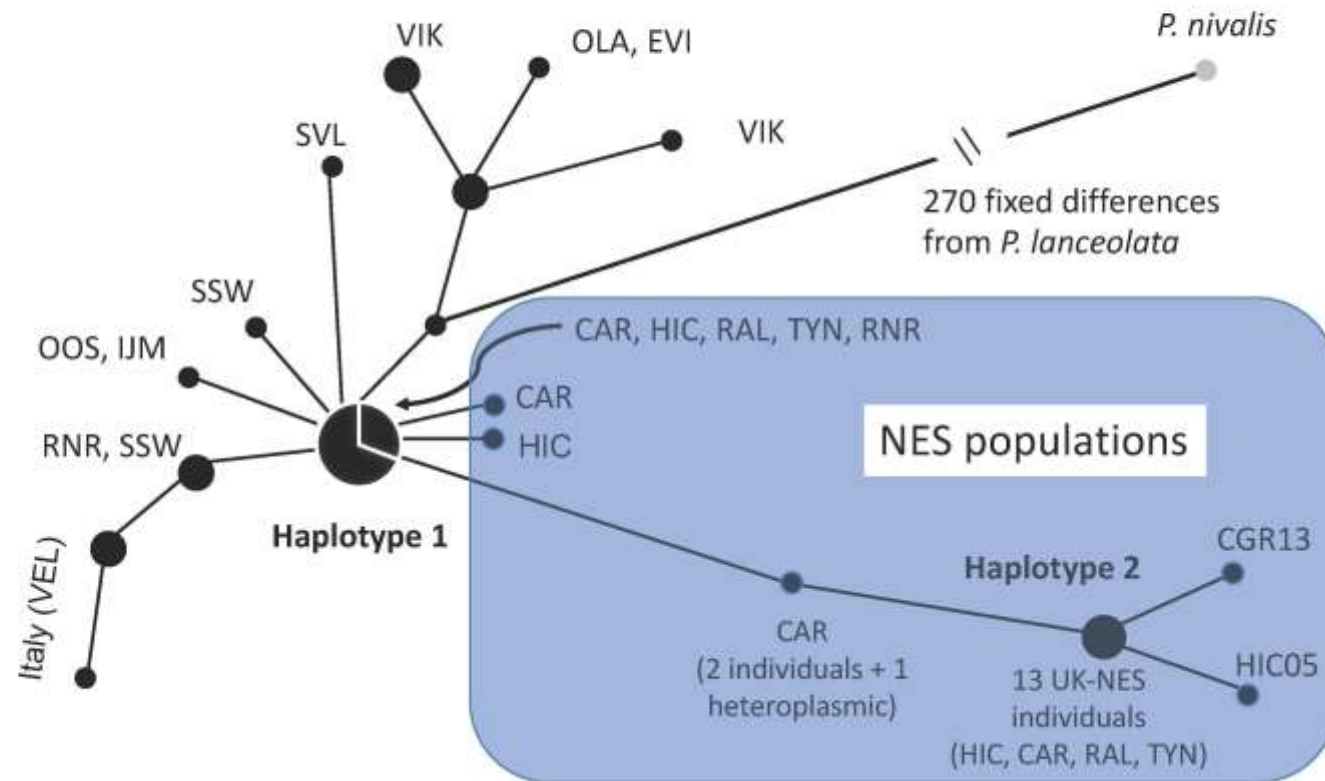 P. nivalis
VIK
OLA, EVI
VIK
SVL
270 fixed differences
from P. lanceolata
SSW
CAR, HIC, RAL, TYN, RNR
OOS, IJM
CAR
HIC
NES populations
RNR, SSW
Haplotype 1
Italy (VEL)
CGR13
Haplotype 2
CAR
(2 individuals + 1
heteroplasmic)
HIC05
13 UK-NES
individuals
(HIC, CAR, RAL, TYN)